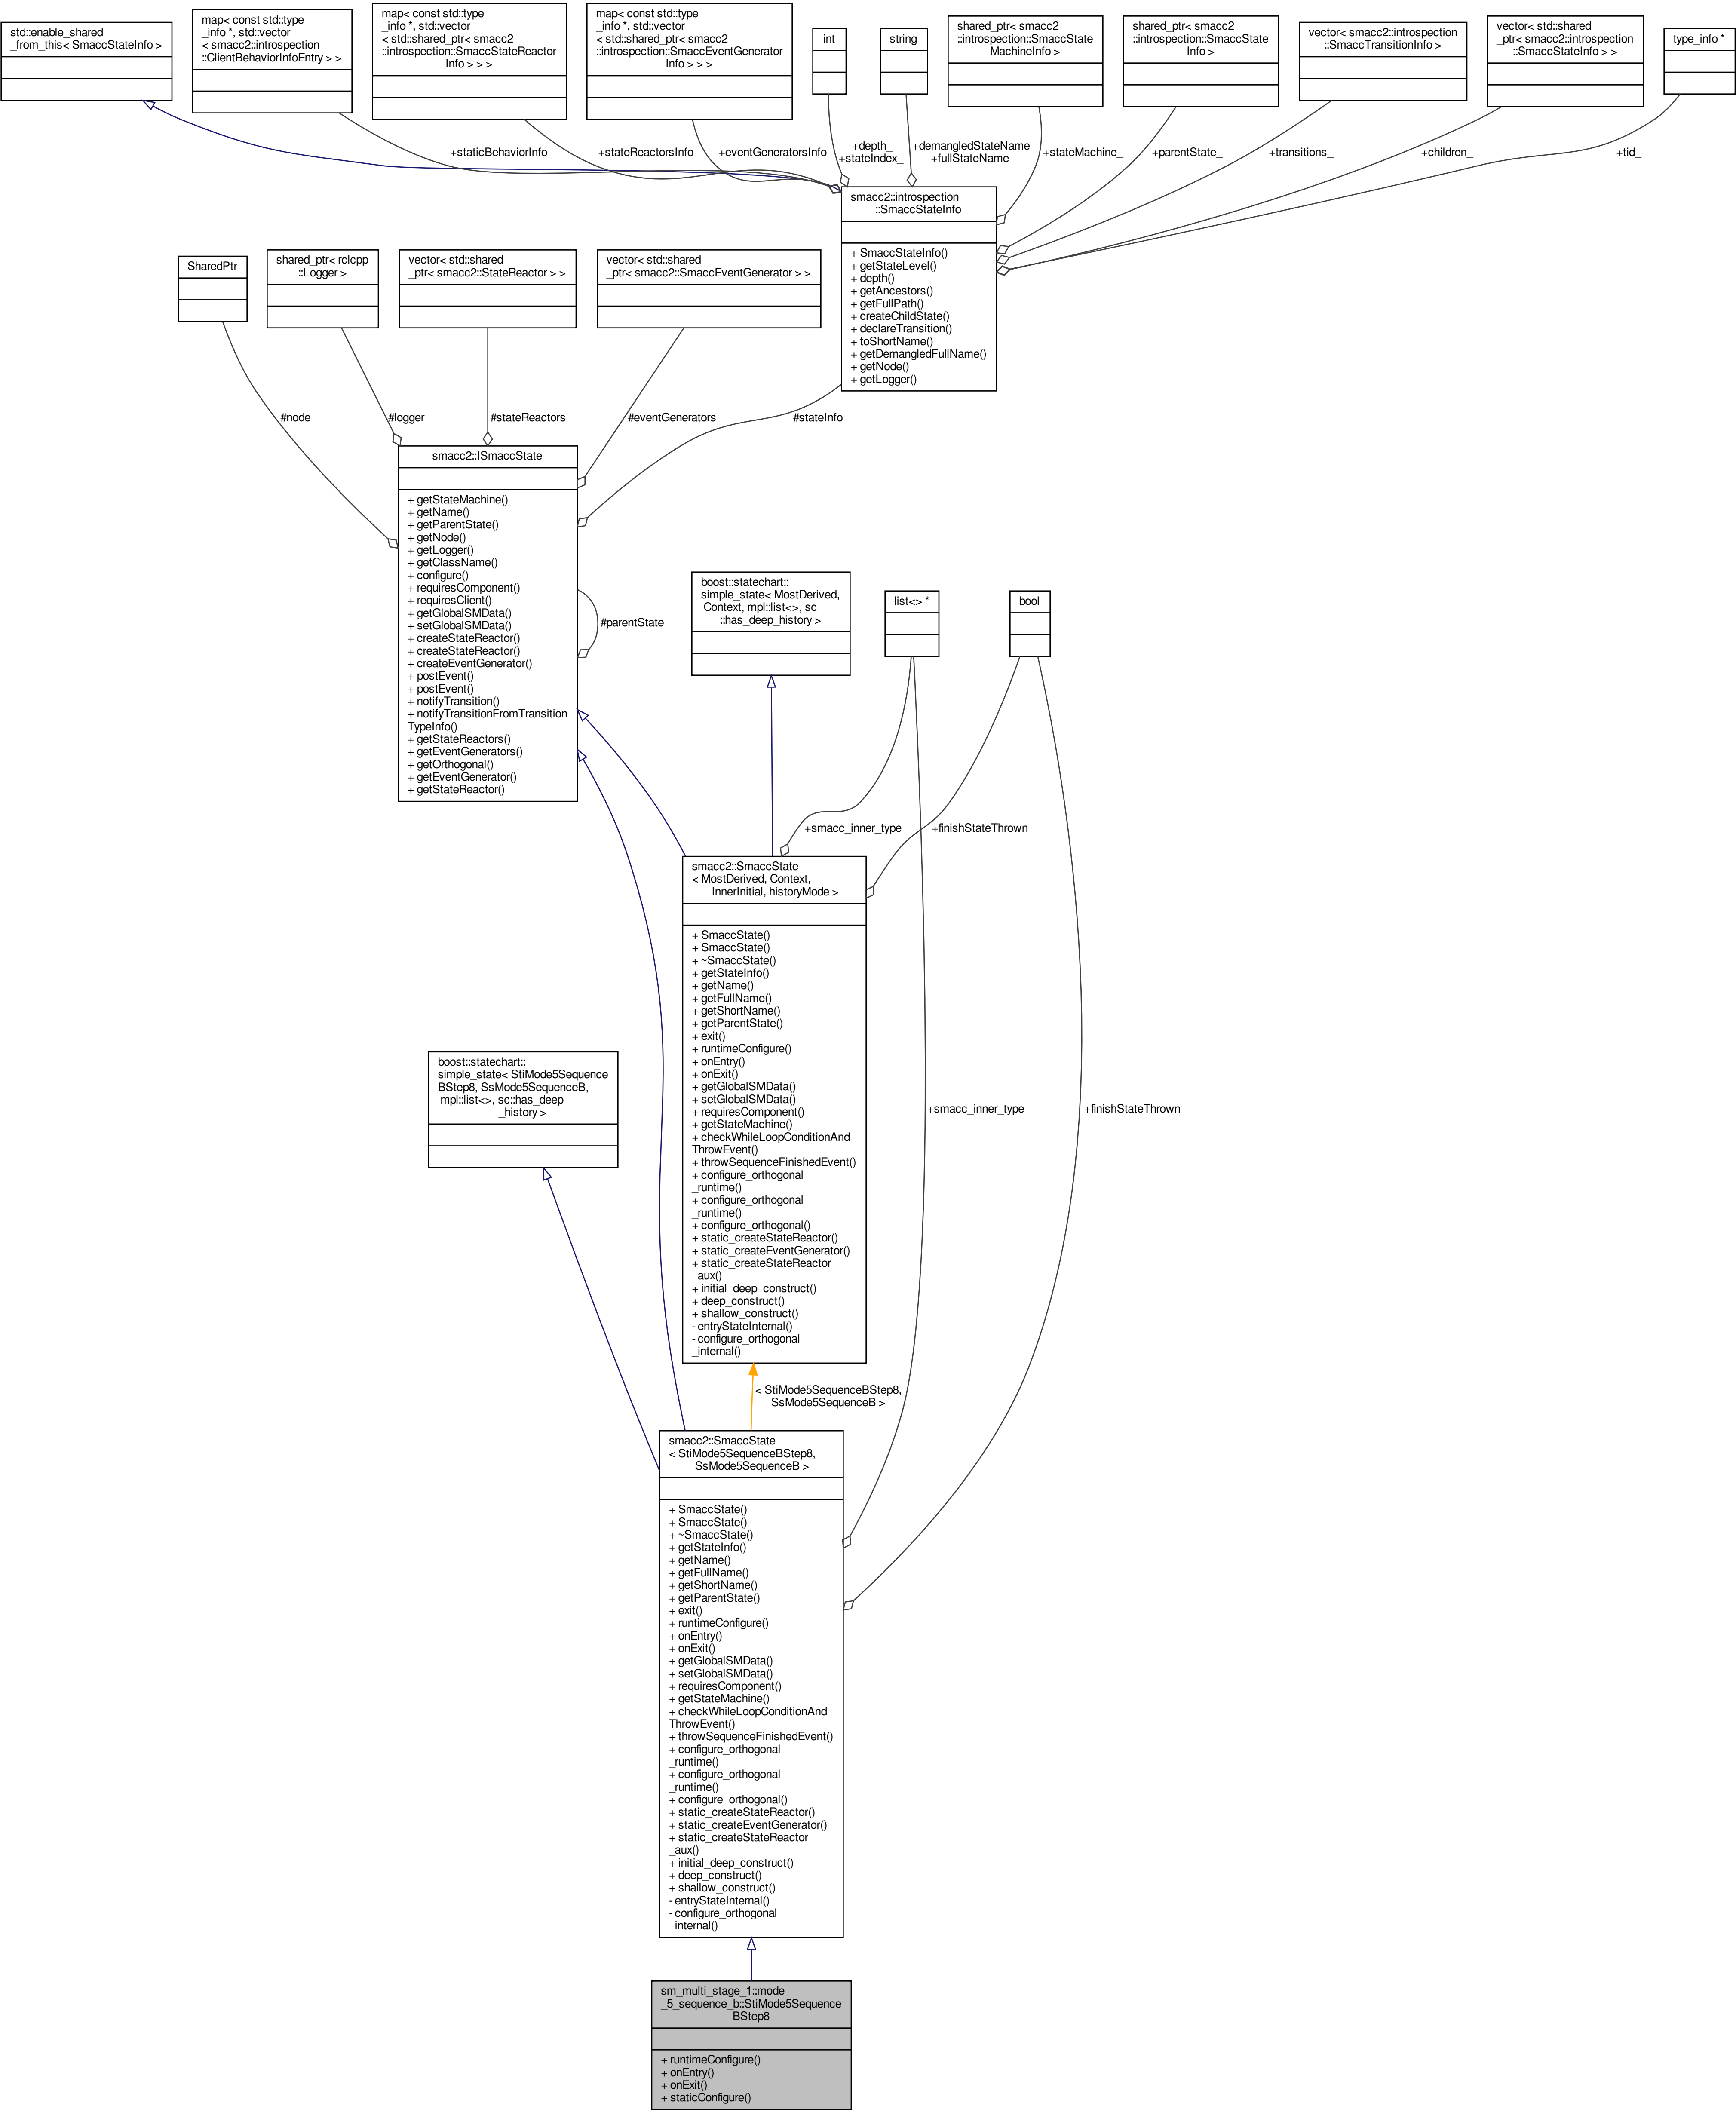 std::enable_shared
_from_this< SmaccStateInfo >
map< const std::type
_info *, std::vector
< smacc2::introspection
::ClientBehaviorInfoEntry > >
map< const std::type
_info *, std::vector
< std::shared_ptr< smacc2
::introspection::SmaccStateReactor
Info > > >
map< const std::type
_info *, std::vector
< std::shared_ptr< smacc2
::introspection::SmaccEventGenerator
Info > > >
int
string
shared_ptr< smacc2
::introspection::SmaccState
MachineInfo >
shared_ptr< smacc2
::introspection::SmaccState
Info >
vector< smacc2::introspection
::SmaccTransitionInfo >
vector< std::shared
_ptr< smacc2::introspection
::SmaccStateInfo > >
type_info *
+staticBehaviorInfo
+stateReactorsInfo
+eventGeneratorsInfo
+depth_
+stateIndex_
+demangledStateName
+fullStateName
+stateMachine_
+parentState_
+transitions_
+children_
+tid_
smacc2::introspection
::SmaccStateInfo
+ SmaccStateInfo()
+ getStateLevel()
+ depth()
+ getAncestors()
+ getFullPath()
+ createChildState()
+ declareTransition()
+ toShortName()
+ getDemangledFullName()
+ getNode()
+ getLogger()
SharedPtr
shared_ptr< rclcpp
::Logger >
vector< std::shared
_ptr< smacc2::StateReactor > >
vector< std::shared
_ptr< smacc2::SmaccEventGenerator > >
#node_
#logger_
#stateReactors_
#eventGenerators_
#stateInfo_
smacc2::ISmaccState
+ getStateMachine()
+ getName()
+ getParentState()
+ getNode()
+ getLogger()
+ getClassName()
+ configure()
+ requiresComponent()
+ requiresClient()
+ getGlobalSMData()
+ setGlobalSMData()
+ createStateReactor()
+ createStateReactor()
+ createEventGenerator()
+ postEvent()
+ postEvent()
+ notifyTransition()
+ notifyTransitionFromTransition
TypeInfo()
+ getStateReactors()
+ getEventGenerators()
+ getOrthogonal()
+ getEventGenerator()
+ getStateReactor()
#parentState_
boost::statechart::
simple_state< MostDerived,
Context, mpl::list<>, sc
::has_deep_history >
list<> *
bool
+smacc_inner_type
+finishStateThrown
smacc2::SmaccState
< MostDerived, Context,
InnerInitial, historyMode >
+ SmaccState()
+ SmaccState()
+ ~SmaccState()
+ getStateInfo()
+ getName()
+ getFullName()
+ getShortName()
+ getParentState()
+ exit()
+ runtimeConfigure()
+ onEntry()
+ onExit()
+ getGlobalSMData()
+ setGlobalSMData()
+ requiresComponent()
+ getStateMachine()
+ checkWhileLoopConditionAnd
ThrowEvent()
+ throwSequenceFinishedEvent()
+ configure_orthogonal
_runtime()
+ configure_orthogonal
_runtime()
+ configure_orthogonal()
+ static_createStateReactor()
+ static_createEventGenerator()
+ static_createStateReactor
_aux()
+ initial_deep_construct()
+ deep_construct()
+ shallow_construct()
- entryStateInternal()
- configure_orthogonal
_internal()
boost::statechart::
simple_state< StiMode5Sequence
BStep8, SsMode5SequenceB,
mpl::list<>, sc::has_deep
_history >
+smacc_inner_type
+finishStateThrown
< StiMode5SequenceBStep8,
SsMode5SequenceB >
smacc2::SmaccState
< StiMode5SequenceBStep8,
SsMode5SequenceB >
+ SmaccState()
+ SmaccState()
+ ~SmaccState()
+ getStateInfo()
+ getName()
+ getFullName()
+ getShortName()
+ getParentState()
+ exit()
+ runtimeConfigure()
+ onEntry()
+ onExit()
+ getGlobalSMData()
+ setGlobalSMData()
+ requiresComponent()
+ getStateMachine()
+ checkWhileLoopConditionAnd
ThrowEvent()
+ throwSequenceFinishedEvent()
+ configure_orthogonal
_runtime()
+ configure_orthogonal
_runtime()
+ configure_orthogonal()
+ static_createStateReactor()
+ static_createEventGenerator()
+ static_createStateReactor
_aux()
+ initial_deep_construct()
+ deep_construct()
+ shallow_construct()
- entryStateInternal()
- configure_orthogonal
_internal()
sm_multi_stage_1::mode
_5_sequence_b::StiMode5Sequence
BStep8
+ runtimeConfigure()
+ onEntry()
+ onExit()
+ staticConfigure()